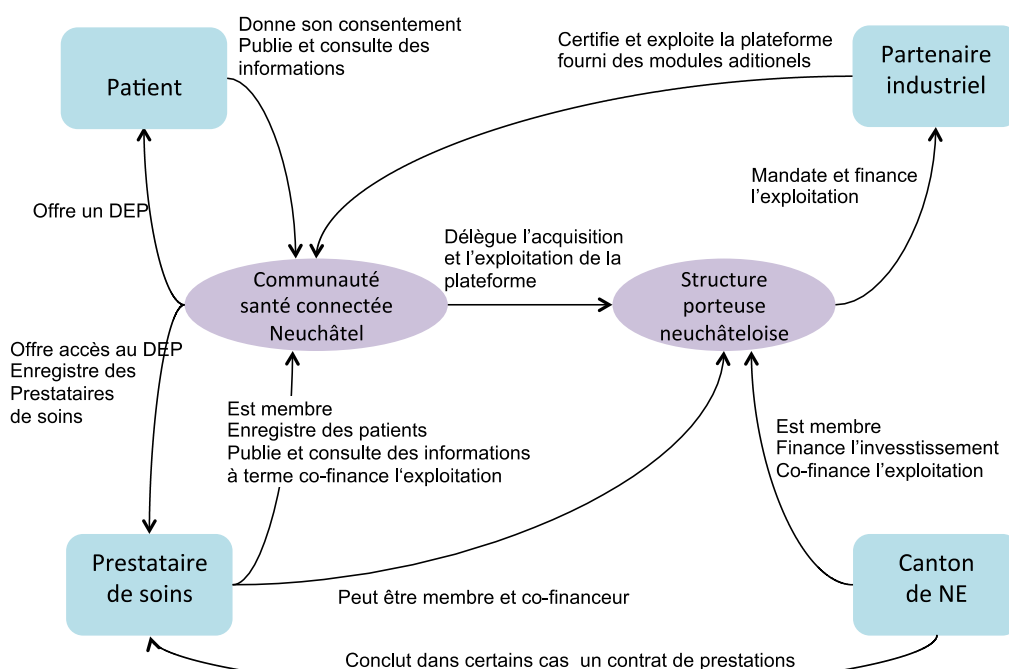 Donne son consentement
Publie et consulte des
informations
Certifie et exploite la plateforme
fourni des modules aditionels
Patient
Partenaire
industriel
Offre un DEP
Mandate et finance
l'exploitation
Délègue l'acquisition
et l'exploitation de la
plateforme
Communauté
santé connectée
Neuchâtel
Structure
porteuse
neuchâteloise
Offre accès au DEP
Enregistre des
Prestataires
de soins
Est membre
Enregistre des patients
Publie et consulte des informations
à terme co-finance l'exploitation
Est membre
Finance l'investissement
Co-finance l'exploitation
Prestataire
de soins
Canton
de NE
Peut être membre et co-financeur
Conclut dans certains cas un contrat de prestations